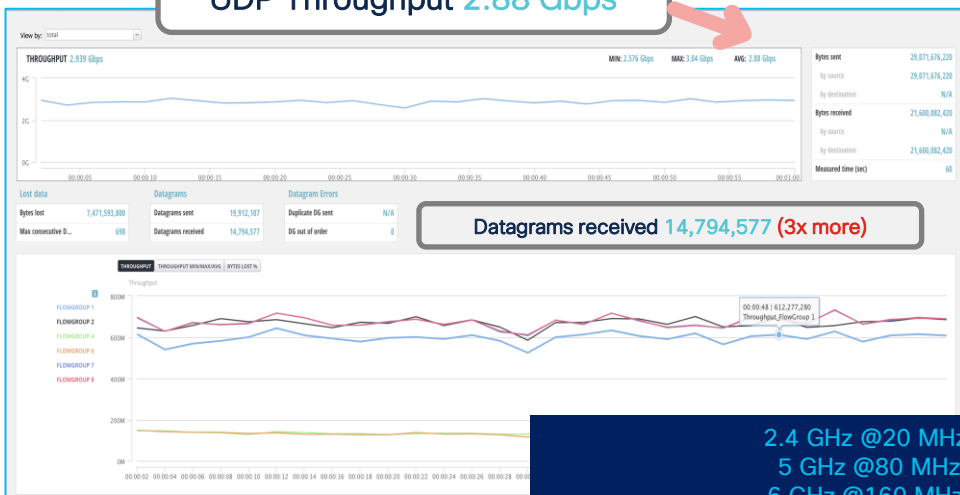 UDP Throughput 2.88 Gbps
View by: total
THROUGHPUT 2.939 Gbps MIN: 2.576 Gbps MAX: 3.04 Gbps AVG: 2.88 Gbps
4G
2G
0G
00:00:05 00:00:10 00:00:15 00:00:20 00:00:25 00:00:30 00:00:35 00:00:40 00:00:45 00:00:50 00:00:55 00:01:00
Bytes sent 29,071,676,220
by source 29,071,676,220
by destination N/A
Bytes received 21,600,082,420
by source N/A
by destination 21,600,082,420
Measured time (sec) 60
Lost data
Bytes lost 7,471,593,800
Max consecutive D... 698
Datagrams
Datagrams sent 19,912,107
Datagrams received 14,794,577
Datagram Errors
Duplicate DG sent N/A
DG out of order 0
Datagrams received 14,794,577 (3x more)
THROUGHPUT THROUGHPUT MIN/MAX/AVG BYTES LOST %
Throughput
FLOWGROUP 1
FLOWGROUP 2
FLOWGROUP 4
FLOWGROUP 6
FLOWGROUP 7
FLOWGROUP 8
800M
600M
400M
200M
0M
00:00:48 | 612,277,280
Throughput_FlowGroup 1
00:00:02 00:00:04 00:00:06 00:00:08 00:00:10 00:00:12 00:00:14 00:00:16 00:00:18 00:00:20 00:00:22 00:00:24 00:00:26 00:00:28
2.4 GHz @20 MHz
5 GHz @80 MHz
6 GHz @160 MHz